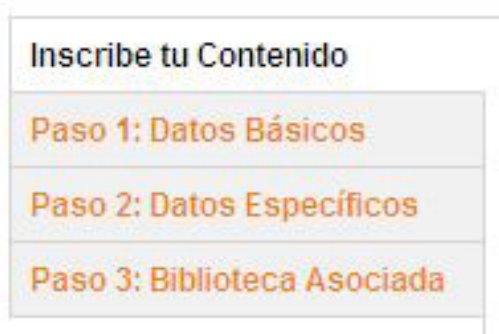 Inscribe tu Contenido
Paso 1: Datos Básicos
Paso 2: Datos Específicos
Paso 3: Biblioteca Asociada